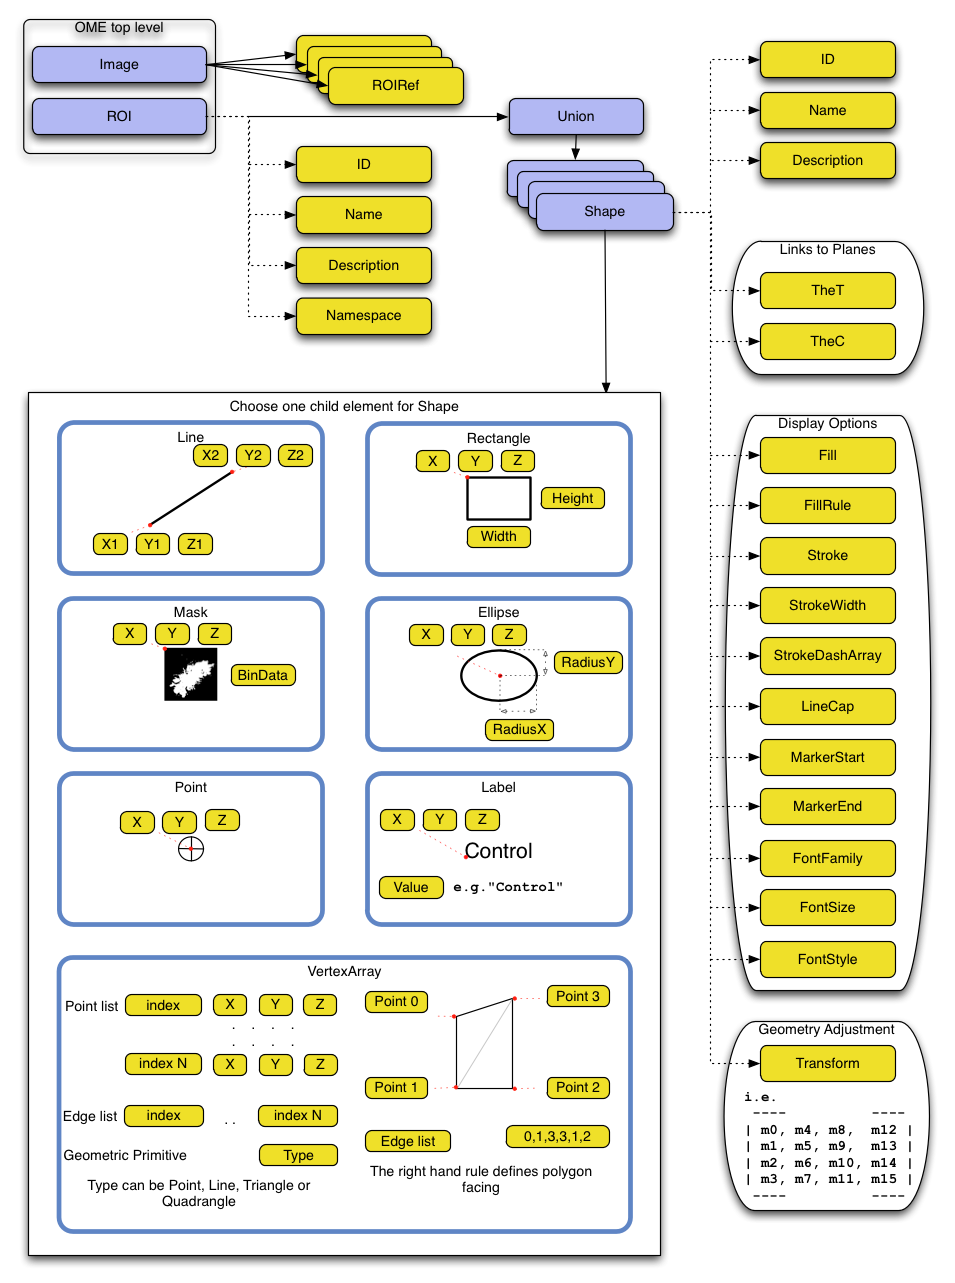 OME top level
Image
ROI
ROIRef
ID
Name
Description
Namespace
Union
Shape
ID
Name
Description
Links to Planes
TheT
TheC
Display Options
Fill
FillRule
Stroke
StrokeWidth
StrokeDashArray
LineCap
MarkerStart
MarkerEnd
FontFamily
FontSize
FontStyle
Geometry Adjustment
Transform
i.e.
---- ----
| m0, m4, m8, m12 |
| m1, m5, m9, m13 |
| m2, m6, m10, m14 |
| m3, m7, m11, m15 |
---- ----
Choose one child element for Shape
Line
X2 Y2 Z2
X1 Y1 Z1
Rectangle
X Y Z
Height
Width
Mask
X Y Z
BinData
Ellipse
X Y Z
RadiusY
RadiusX
Point
X Y Z
Label
X Y Z
Control
Value e.g."Control"
VertexArray
Point list index X Y Z
. . . .
. . . .
index N X Y Z
Edge list index . . index N
Geometric Primitive Type
Type can be Point, Line, Triangle or
Quadrangle
Point 0 Point 3
Point 1 Point 2
Edge list 0,1,3,3,1,2
The right hand rule defines polygon
facing